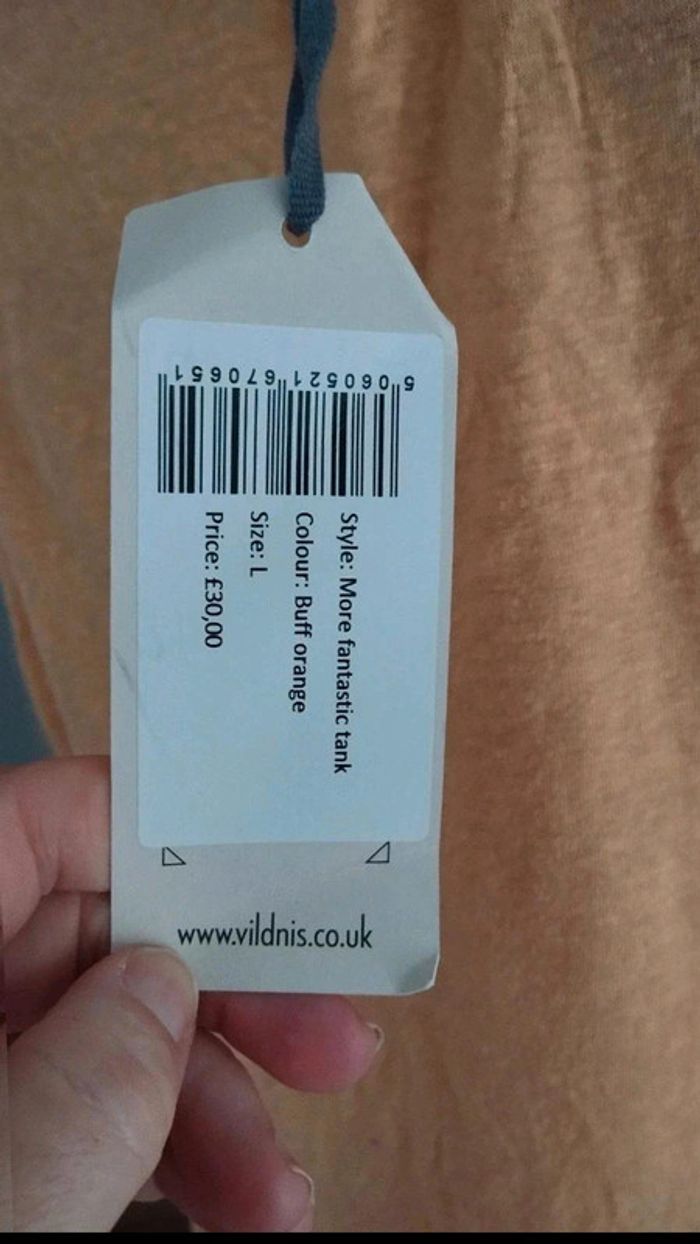 5 060521 670651
Style: More fantastic tank
Colour: Buff orange
Size: L
Price: £30,00
www.vildnis.co.uk